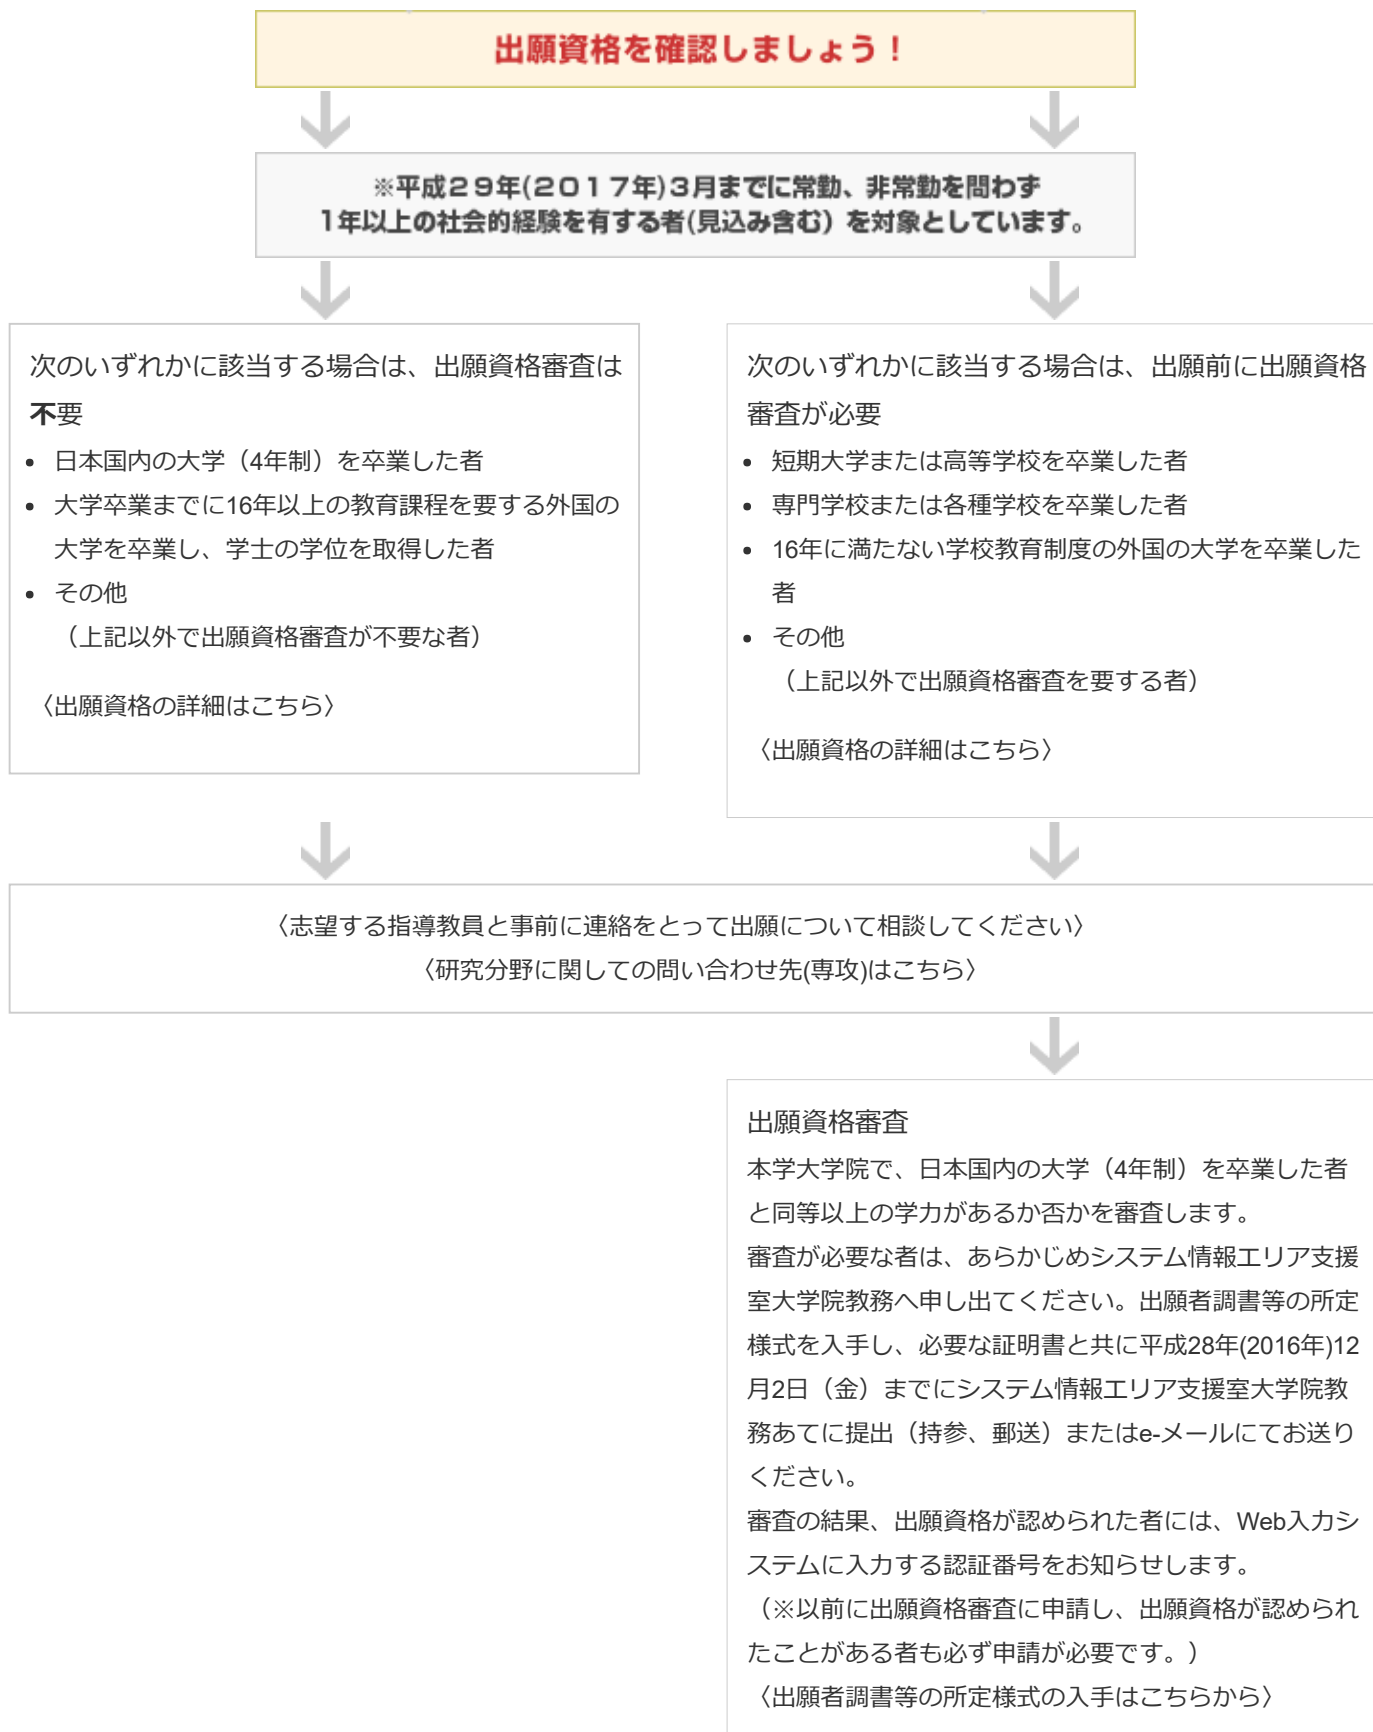 出願資格を確認しましょう！
※平成２９年(２０１７年)３月までに常勤、非常勤を問わず
１年以上の社会的経験を有する者(見込み含む）を対象としています。
次のいずれかに該当する場合は、出願資格審査は
不要
• 日本国内の大学（4年制）を卒業した者
• 大学卒業までに16年以上の教育課程を要する外国の
大学を卒業し、学士の学位を取得した者
• その他
（上記以外で出願資格審査が不要な者）
〈出願資格の詳細はこちら〉
次のいずれかに該当する場合は、出願前に出願資格
審査が必要
• 短期大学または高等学校を卒業した者
• 専門学校または各種学校を卒業した者
• 16年に満たない学校教育制度の外国の大学を卒業した
者
• その他
（上記以外で出願資格審査を要する者）
〈出願資格の詳細はこちら〉
〈志望する指導教員と事前に連絡をとって出願について相談してください〉
〈研究分野に関しての問い合わせ先(専攻)はこちら〉
出願資格審査
本学大学院で、日本国内の大学（4年制）を卒業した者
と同等以上の学力があるか否かを審査します。
審査が必要な者は、あらかじめシステム情報エリア支援
室大学院教務へ申し出てください。出願者調書等の所定
様式を入手し、必要な証明書と共に平成28年(2016年)12
月2日（金）までにシステム情報エリア支援室大学院教
務あてに提出（持参、郵送）またはe-メールにてお送り
ください。
審査の結果、出願資格が認められた者には、Web入力シ
ステムに入力する認証番号をお知らせします。
（※以前に出願資格審査に申請し、出願資格が認められ
たことがある者も必ず申請が必要です。）
〈出願者調書等の所定様式の入手はこちらから〉